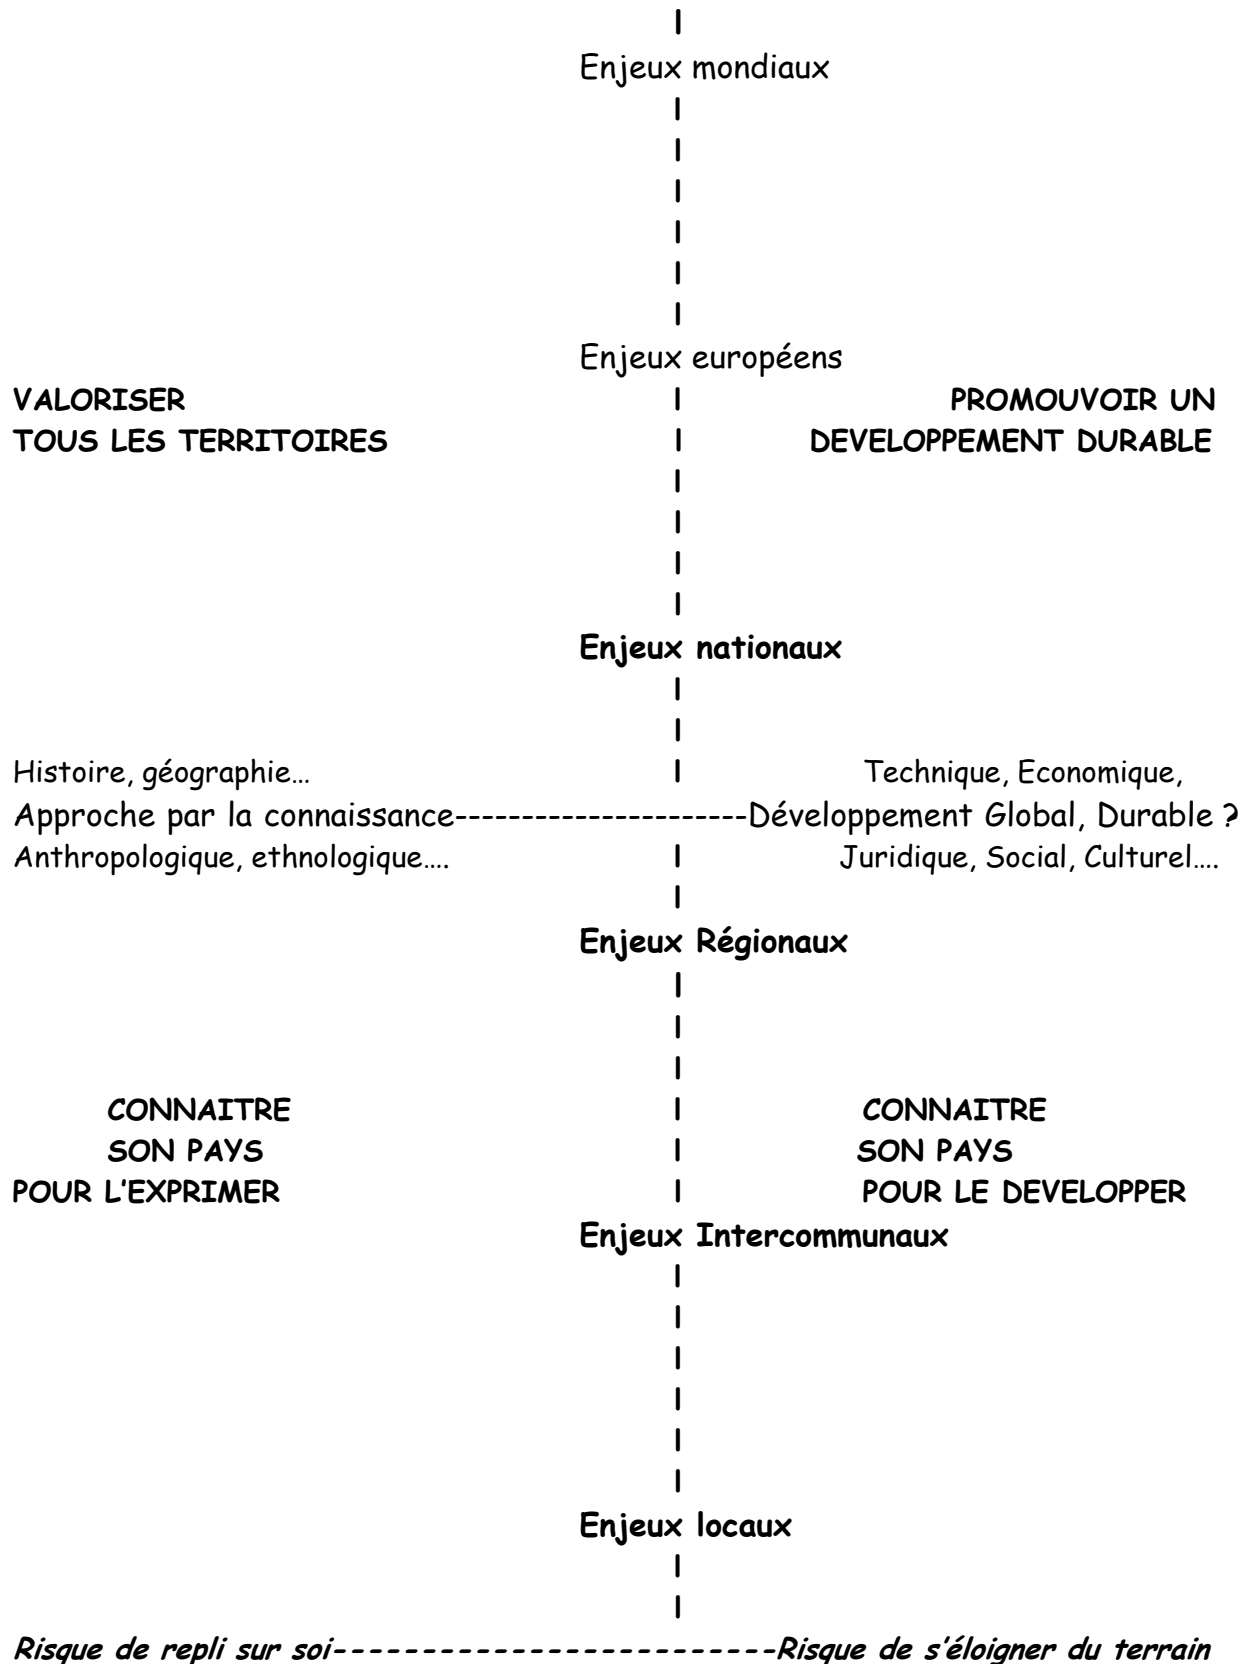 |
Enjeux mondiaux
|
|
|
|
|
|
Enjeux européens
VALORISER | PROMOUVOIR UN
TOUS LES TERRITOIRES | DEVELOPPEMENT DURABLE
|
|
|
|
Enjeux nationaux
|
|
Histoire, géographie… | Technique, Economique,
Approche par la connaissance----------------------Développement Global, Durable ?
Anthropologique, ethnologique…. | Juridique, Social, Culturel….
|
Enjeux Régionaux
|
|
|
CONNAITRE | CONNAITRE
SON PAYS | SON PAYS
POUR L’EXPRIMER | POUR LE DEVELOPPER
Enjeux Intercommunaux
|
|
|
|
|
|
Enjeux locaux
|
|
Risque de repli sur soi-------------------------Risque de s’éloigner du terrain